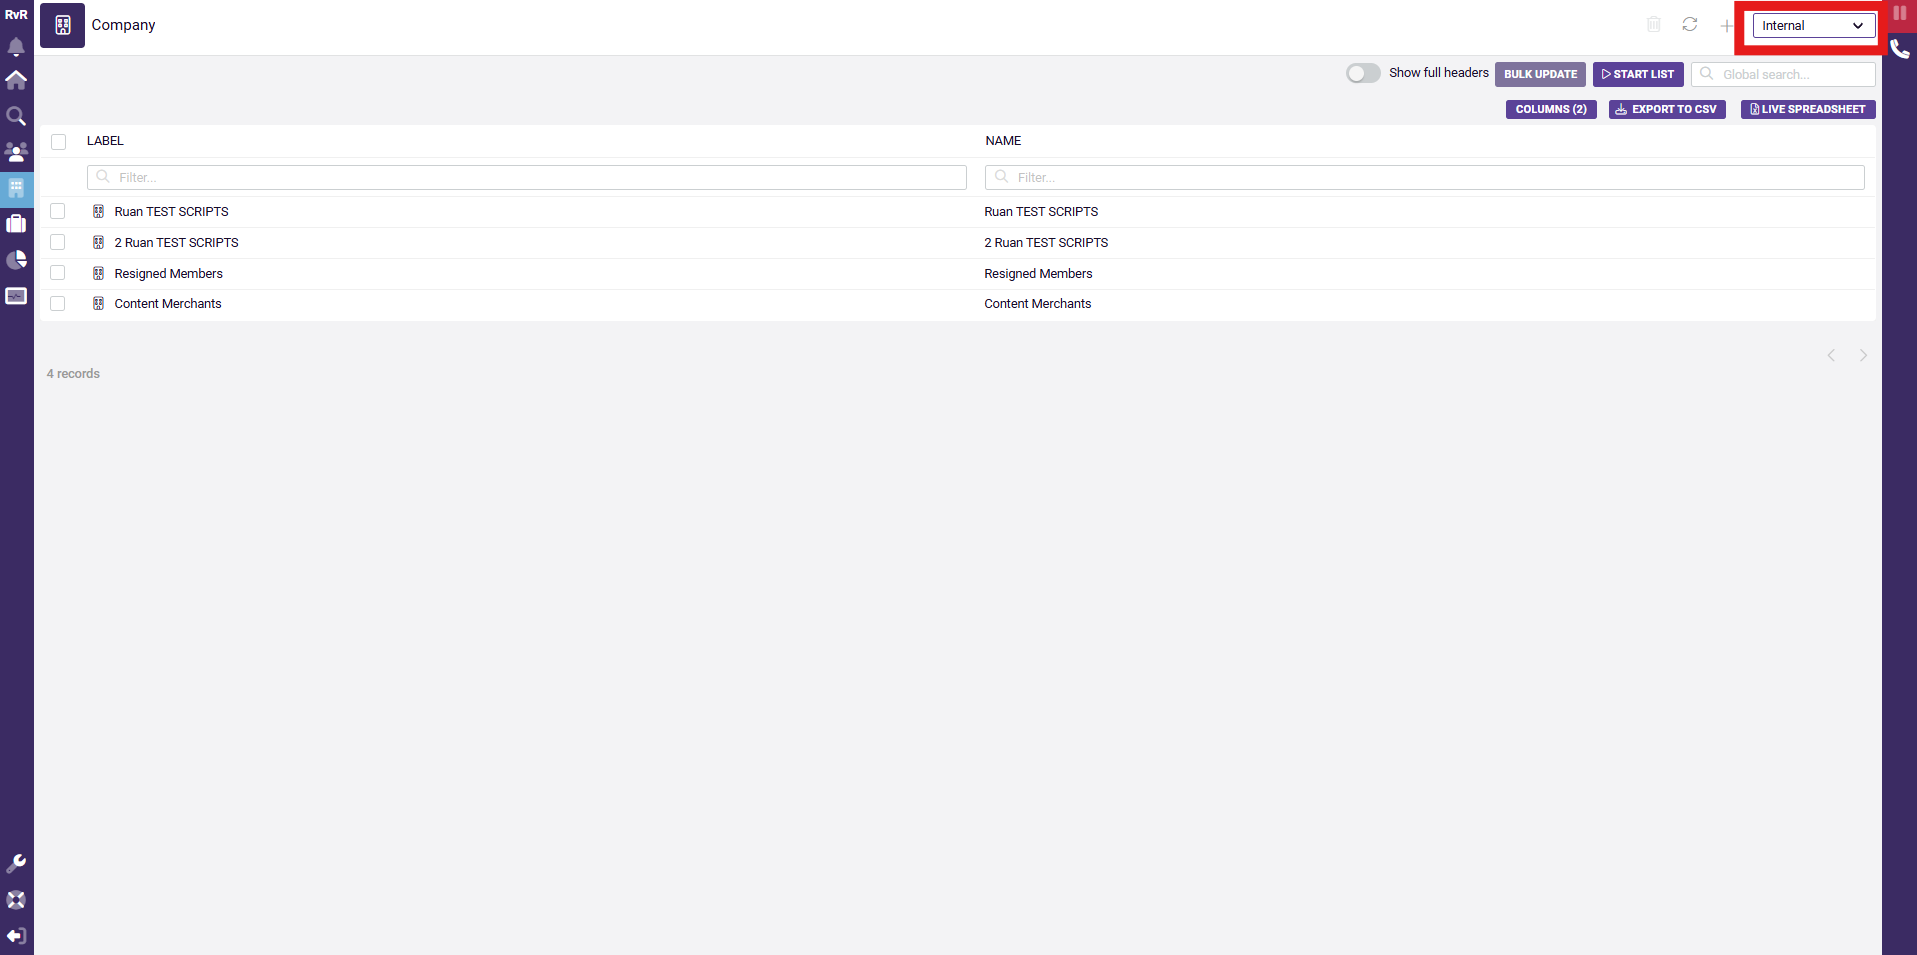 RvR
Company
Internal
Show full headers
BULK UPDATE
START LIST
Global search...
COLUMNS (2)
EXPORT TO CSV
LIVE SPREADSHEET
LABEL NAME
Filter... Filter...
Ruan TEST SCRIPTS Ruan TEST SCRIPTS
2 Ruan TEST SCRIPTS 2 Ruan TEST SCRIPTS
Resigned Members Resigned Members
Content Merchants Content Merchants
4 records